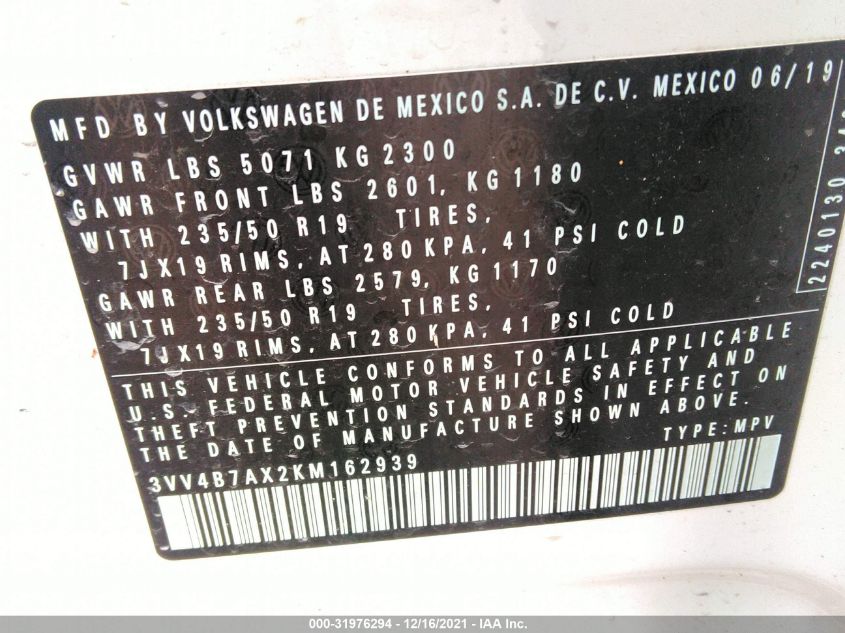 MFD BY VOLKSWAGEN DE MEXICO S.A. DE C.V. MEXICO 06/19
GVWR LBS 5071 KG 2300
GAWR FRONT LBS 2601, KG 1180
WITH 235/50 R19 TIRES,
7JX19 RIMS, AT 280 KPA, 41 PSI COLD
GAWR REAR LBS 2579, KG 1170
WITH 235/50 R19 TIRES,
7JX19 RIMS, AT 280 KPA, 41 PSI COLD
THIS VEHICLE CONFORMS TO ALL APPLICABLE
U.S. FEDERAL MOTOR VEHICLE SAFETY AND
THEFT PREVENTION STANDARDS IN EFFECT ON
THE DATE OF MANUFACTURE SHOWN ABOVE.
TYPE: MPV
3VV4B7AX2KM162939
2240130
000-31976294 - 12/16/2021 - IAA Inc.